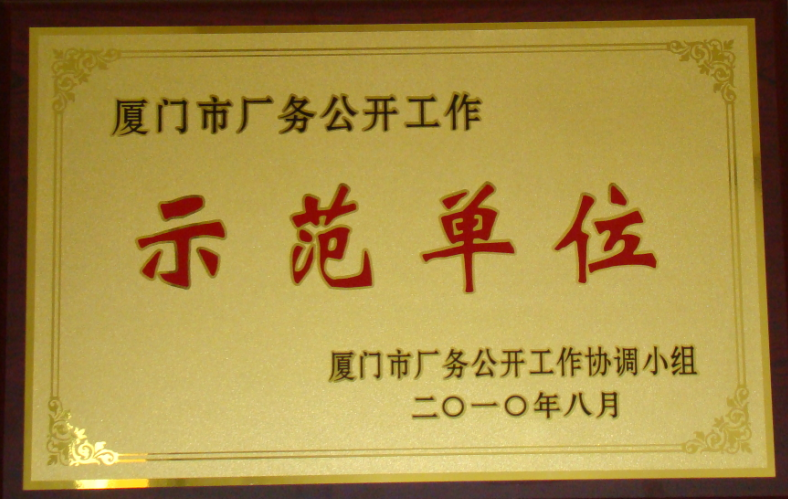 厦门市厂务公开工作
示范单位
厦门市厂务公开工作协调小组
二〇一〇年八月